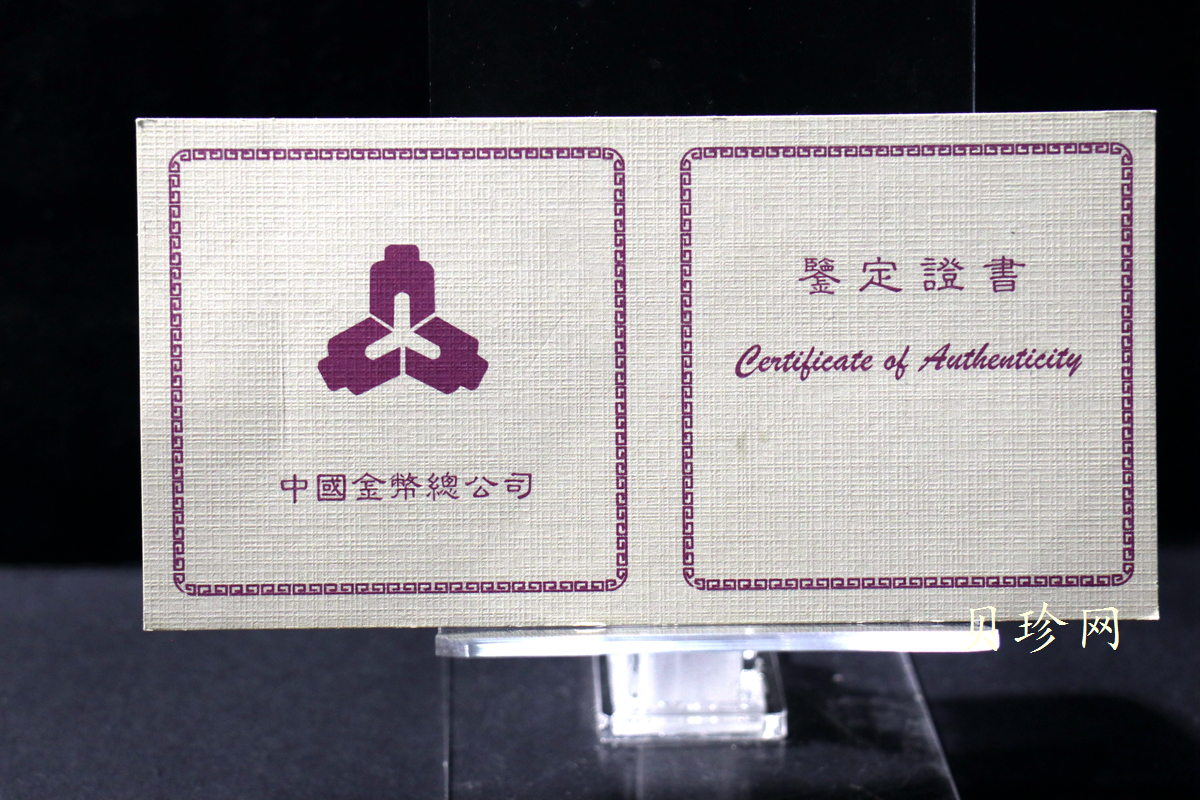 中國金幣總公司
鑒定證書
Certificate of Authenticity
贝珍网